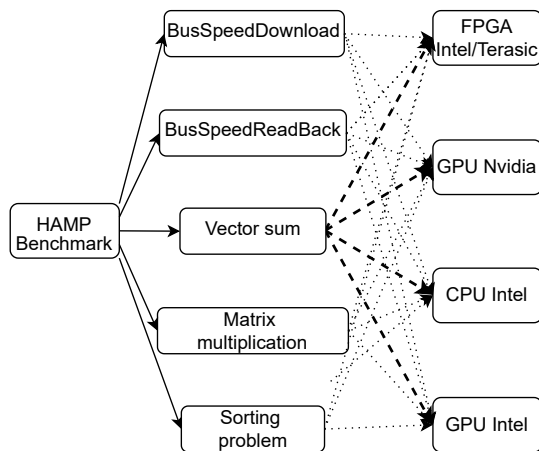 BusSpeedDownload
FPGA
Intel/Terasic
BusSpeedReadBack
GPU Nvidia
HAMP
Benchmark
Vector sum
CPU Intel
Matrix
multiplication
Sorting
problem
GPU Intel